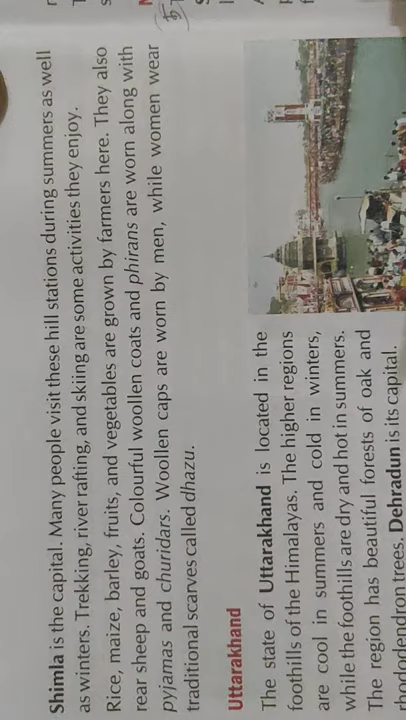 Shimla is the capital. Many people visit these hill stations during summers as well
as winters. Trekking, river rafting, and skiing are some activities they enjoy.
Rice, maize, barley, fruits, and vegetables are grown by farmers here. They also
rear sheep and goats. Colourful woollen coats and phirans are worn along with
pyjamas and churidars. Woollen caps are worn by men, while women wear
traditional scarves called dhazu.
Uttarakhand
The state of Uttarakhand is located in the
foothills of the Himalayas. The higher regions
are cool in summers and cold in winters,
while the foothills are dry and hot in summers.
The region has beautiful forests of oak and
rhododendron trees. Dehradun is its capital.